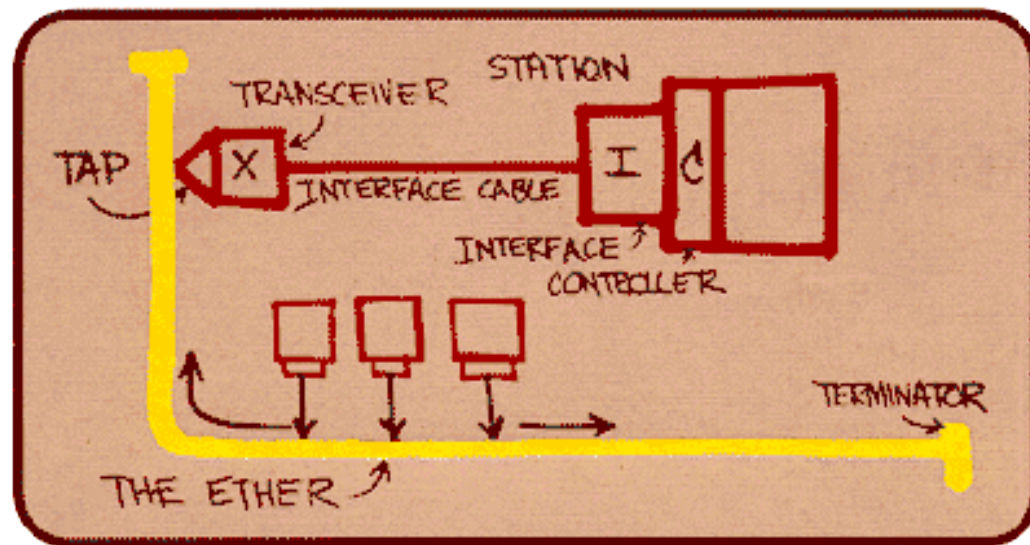 STATION
TRANSCEIVER
TAP
X
I
C
INTERFACE CABLE
INTERFACE
CONTROLLER
TERMINATOR
THE ETHER